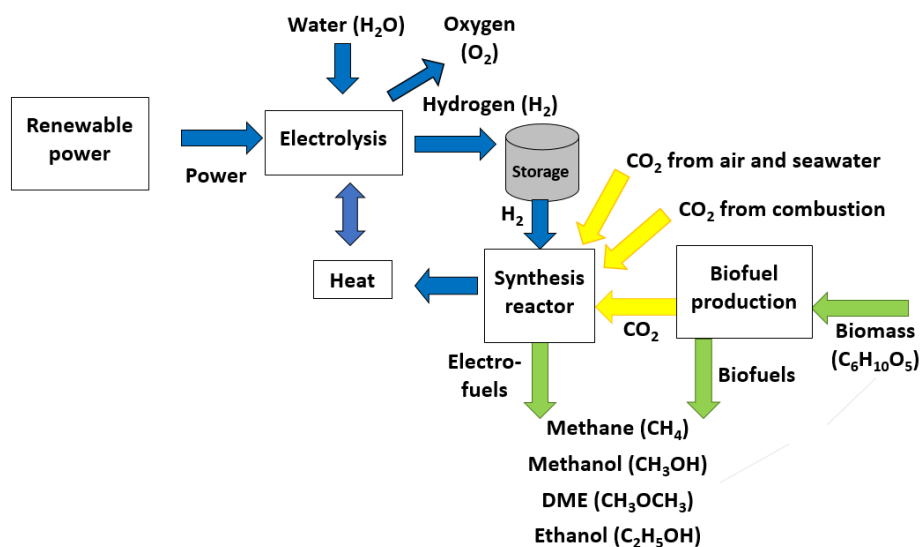 Water (H₂O)
Oxygen
(O₂)
Renewable
power
Power
Electrolysis
Hydrogen (H₂)
Storage
H₂
CO₂ from air and seawater
CO₂ from combustion
Heat
Synthesis
reactor
CO₂
Biofuel
production
Biomass
(C₆H₁₀O₅)
Electro-
fuels
Biofuels
Methane (CH₄)
Methanol (CH₃OH)
DME (CH₃OCH₃)
Ethanol (C₂H₅OH)